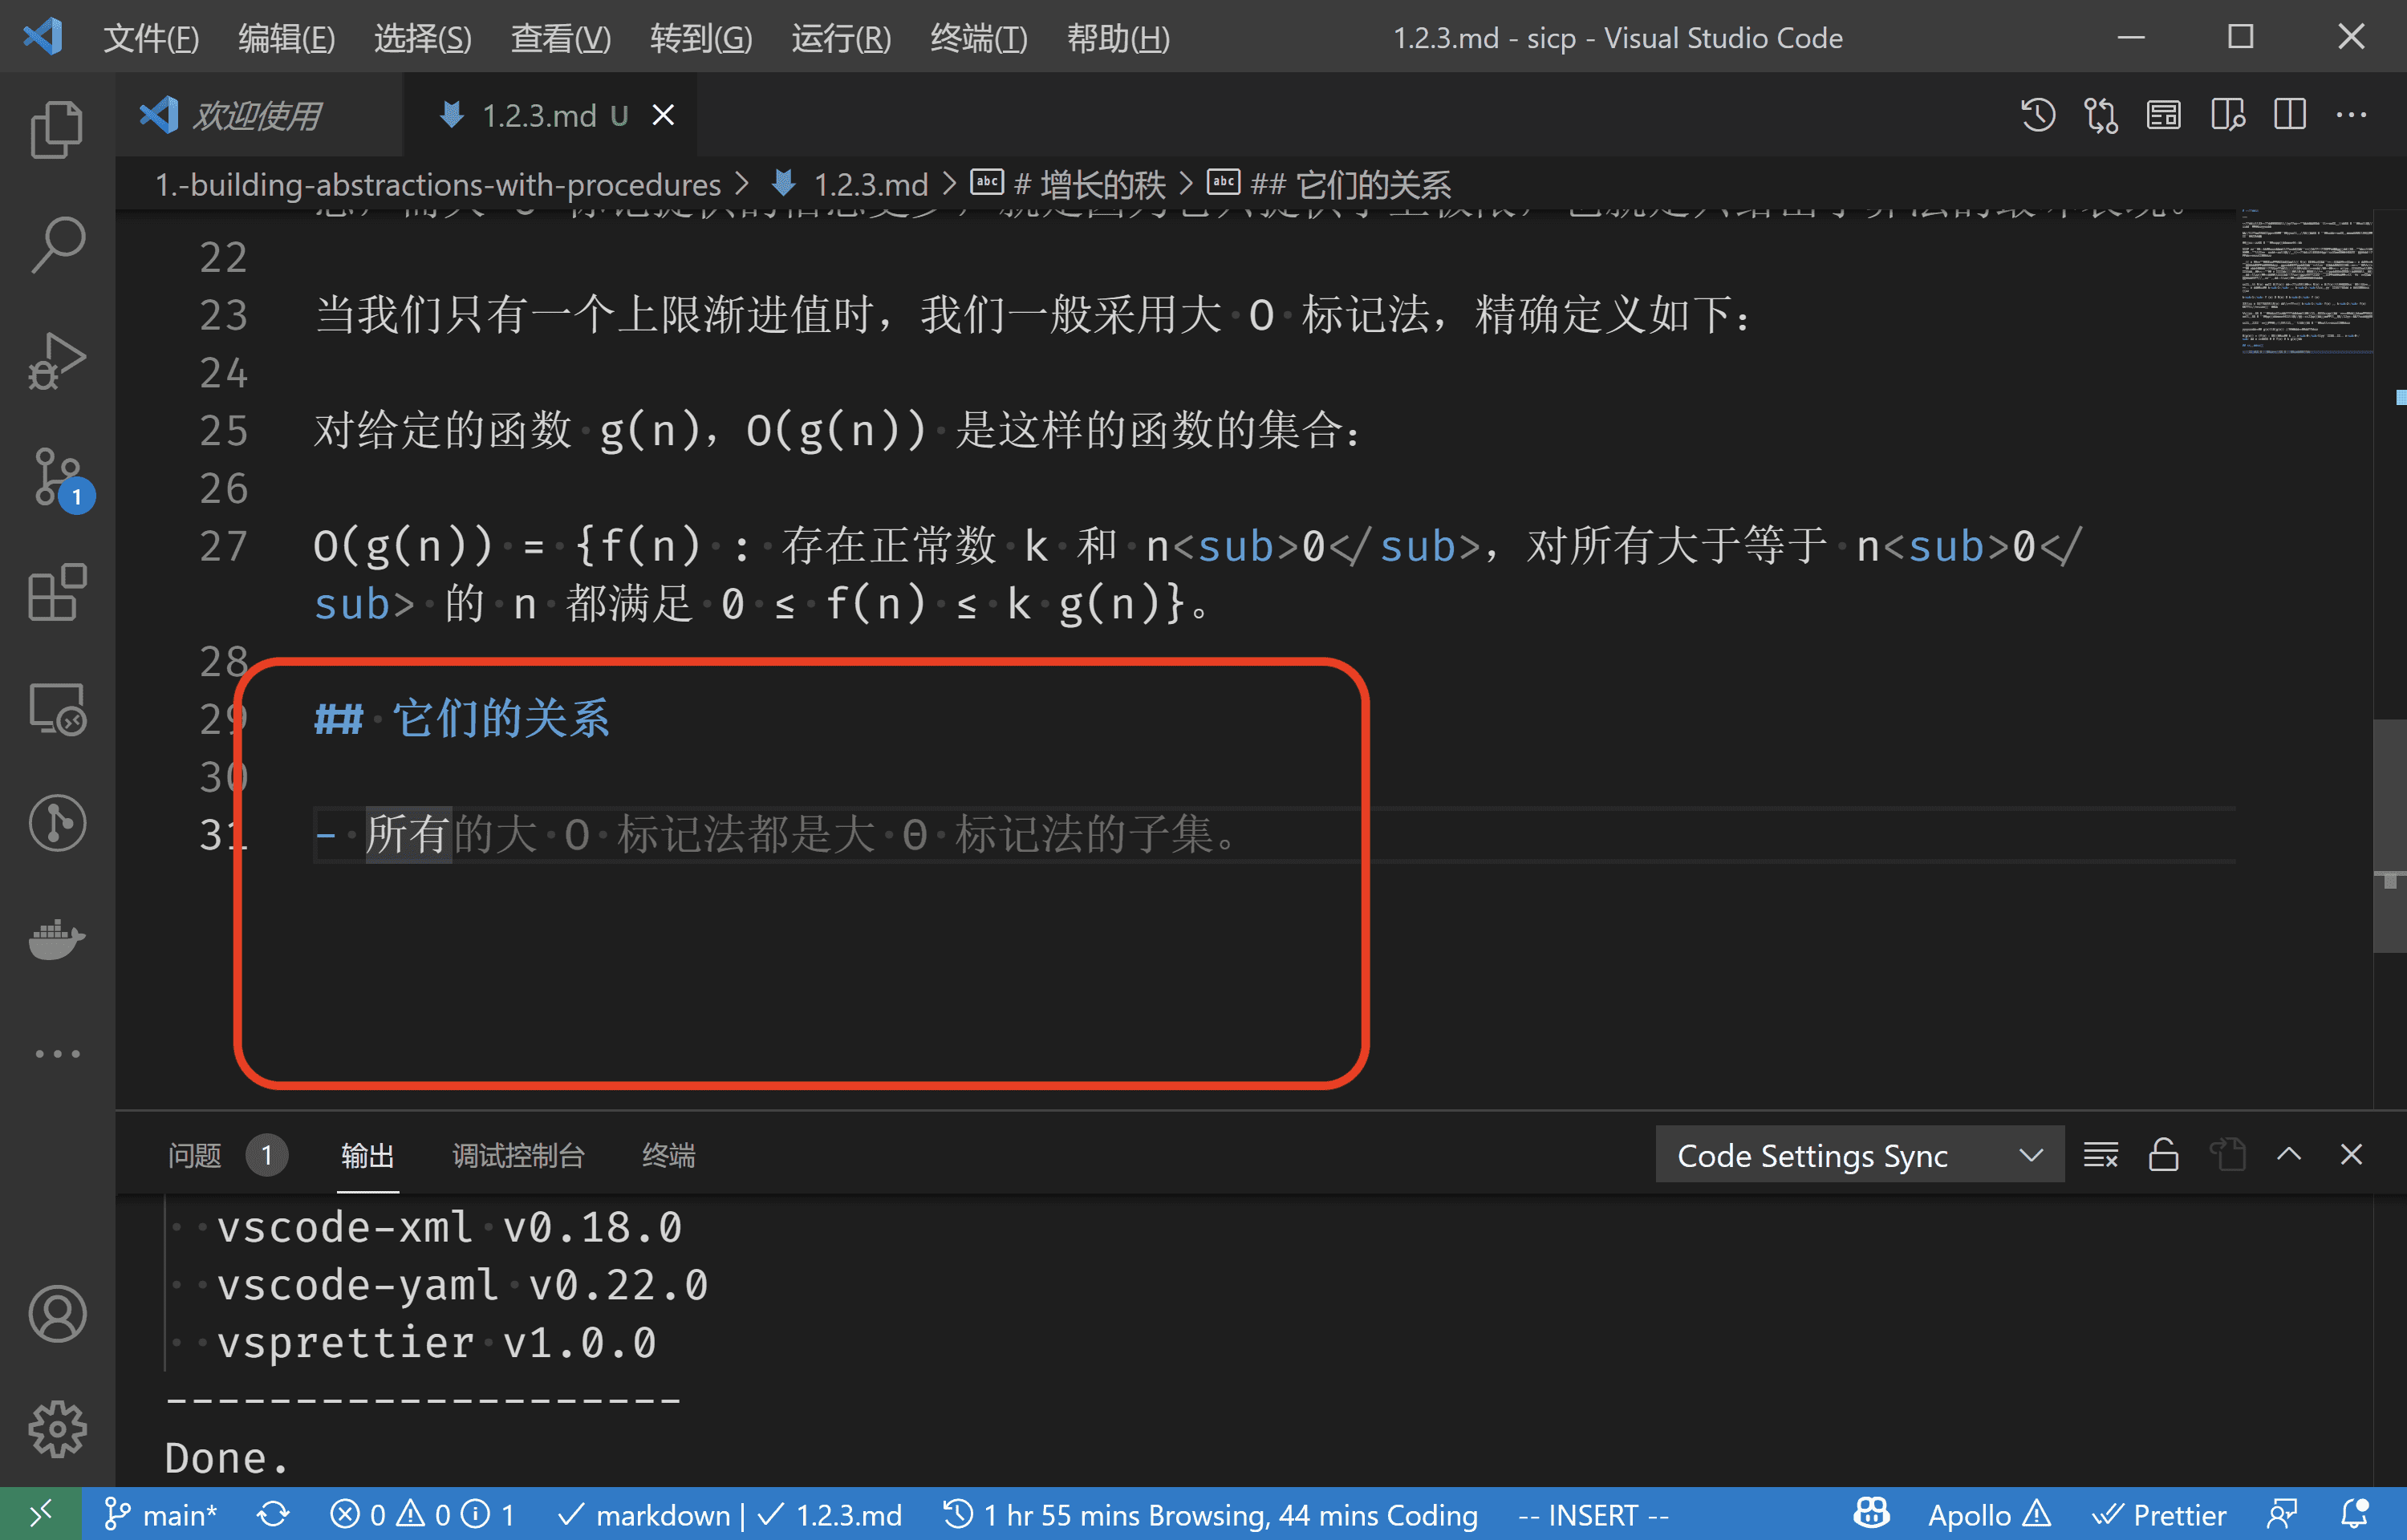 文件(F) 编辑(E) 选择(S) 查看(V) 转到(G) 运行(R) 终端(T) 帮助(H) 1.2.3.md - sicp - Visual Studio Code
欢迎使用 1.2.3.md U
1.-building-abstractions-with-procedures > 1.2.3.md > # 增长的秩 > ## 它们的关系
22
23 当我们只有一个上限渐进值时，我们一般采用大 O 标记法，精确定义如下：
24
25 对给定的函数 g(n)，O(g(n)) 是这样的函数的集合：
26
27 O(g(n)) = {f(n) : 存在正常数 k 和 n<sub>0</sub>，对所有大于等于 n<sub>0</
sub> 的 n 都满足 0 ≤ f(n) ≤ k g(n)}。
28
29 ## 它们的关系
30
31 - 所有的大 O 标记法都是大 Θ 标记法的子集。
1
问题 1 输出 调试控制台 终端 Code Settings Sync
vscode-xml v0.18.0
vscode-yaml v0.22.0
vsprettier v1.0.0
--------------------
Done.
main* 0 0 1 markdown | 1.2.3.md 1 hr 55 mins Browsing, 44 mins Coding -- INSERT -- Apollo Prettier